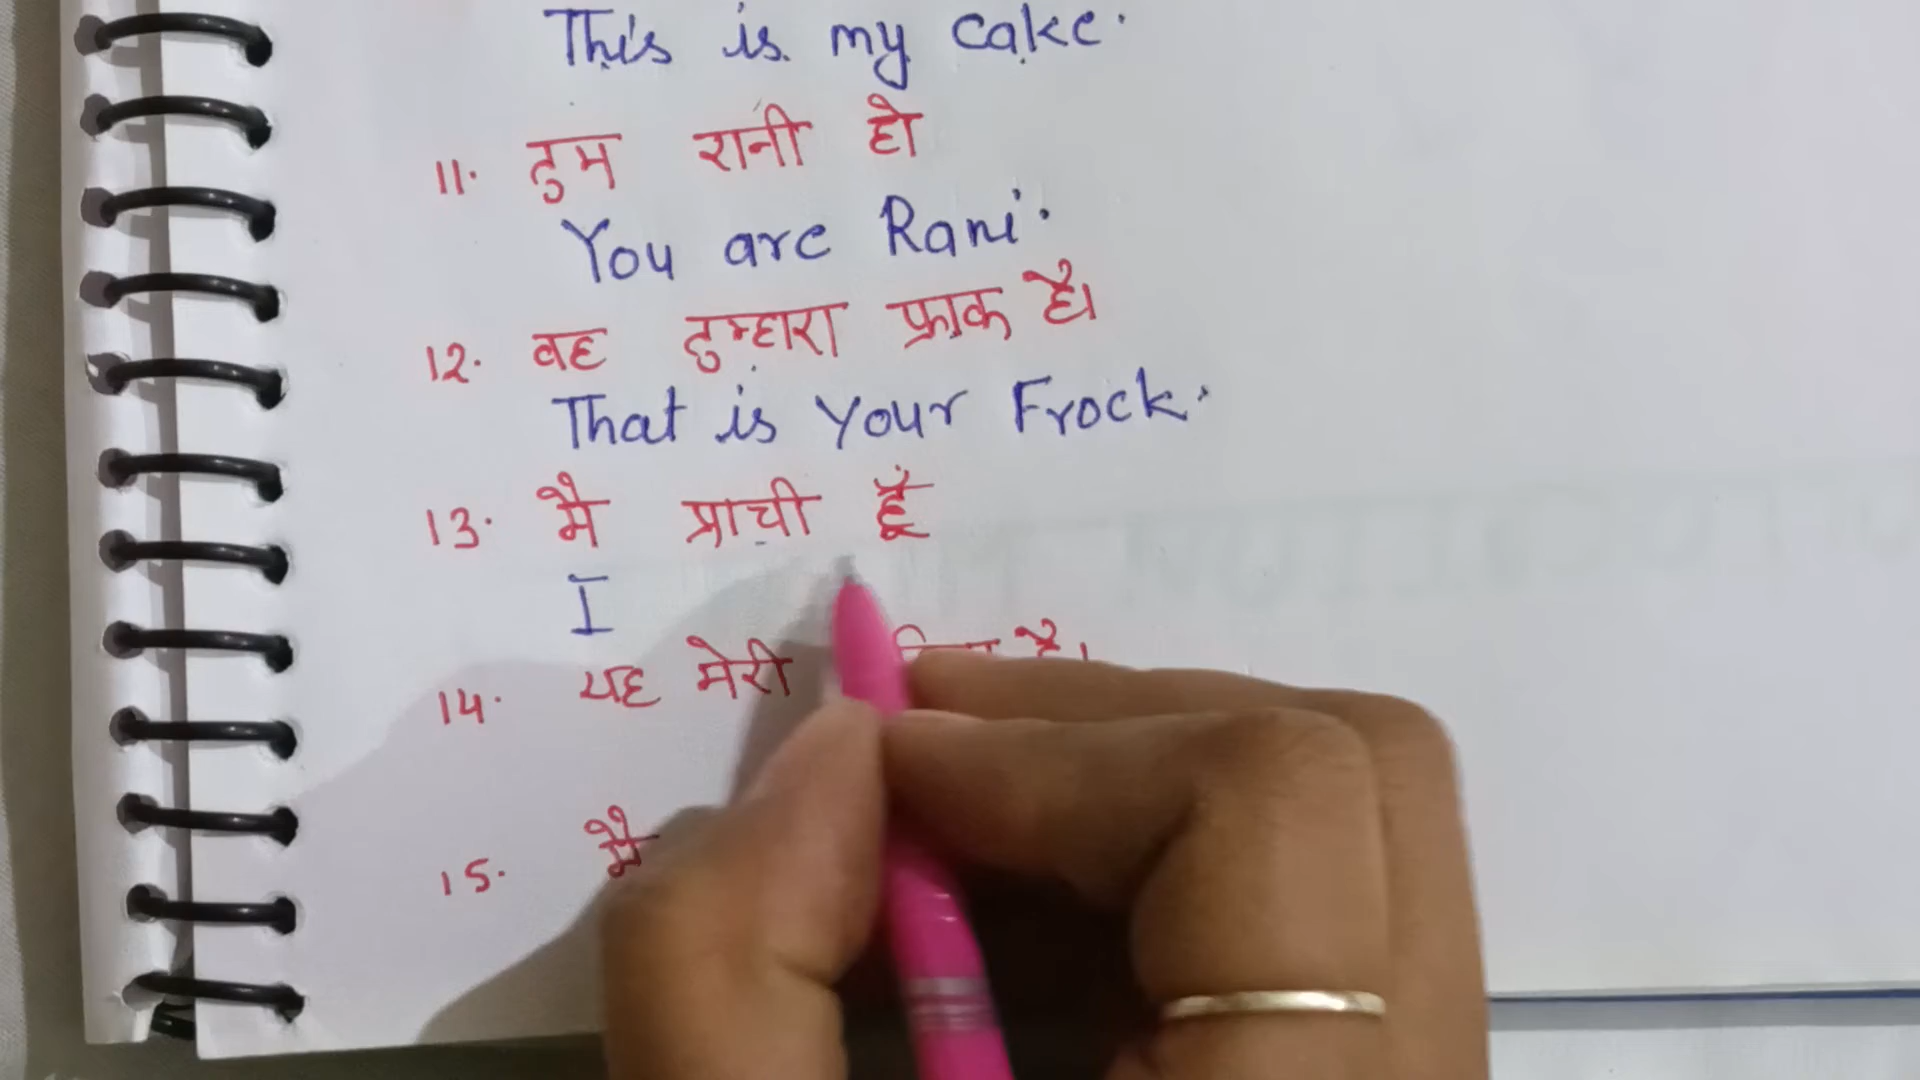 This is my cake.
11. तुम रानी हो
You are Rani.
12. वह तुम्हारा फ्राक है।
That is your Frock.
13. मै प्राची हूँ
I
14. यह मेरी है।
15. मै